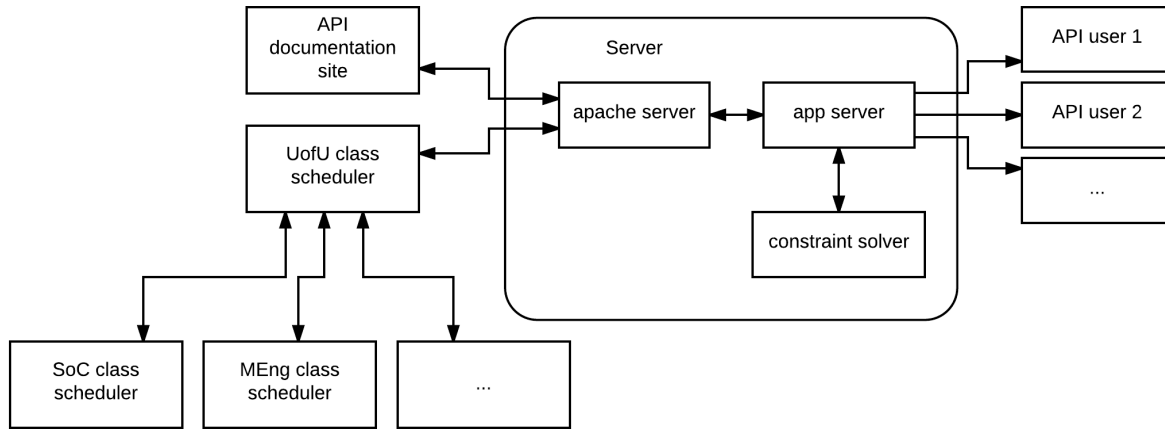 API
documentation
site
Server
API user 1
apache server
app server
API user 2
UofU class
scheduler
...
constraint solver
SoC class
scheduler
MEng class
scheduler
...